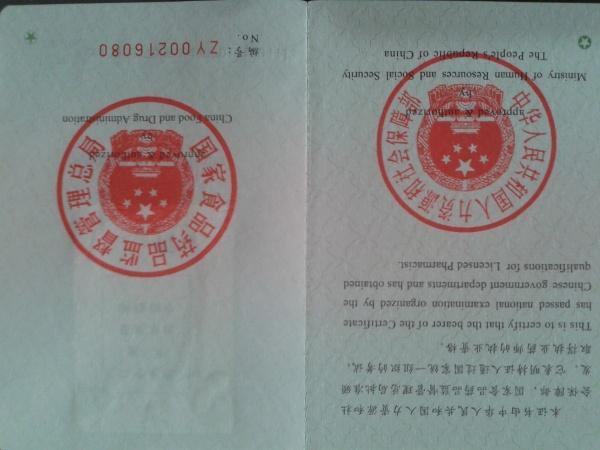 本证书由中华人民共和国人力资源和社
会保障部、国家食品药品监督管理总局批准颁
发。它表明持证人通过国家统一组织的考试，
取得执业药师的执业资格。
This is to certify that the bearer of the Certificate
has passed national examination organized by the
Chinese government departments and has obtained
qualifications for Licensed Pharmacist.
中华人民共和国人力资源和社会保障部
approved & authorized
by
Ministry of Human Resources and Social Security
The People's Republic of China
国家食品药品监督管理总局
approved & authorized
by
China Food and Drug Administration
编号: ZY00216080
No.